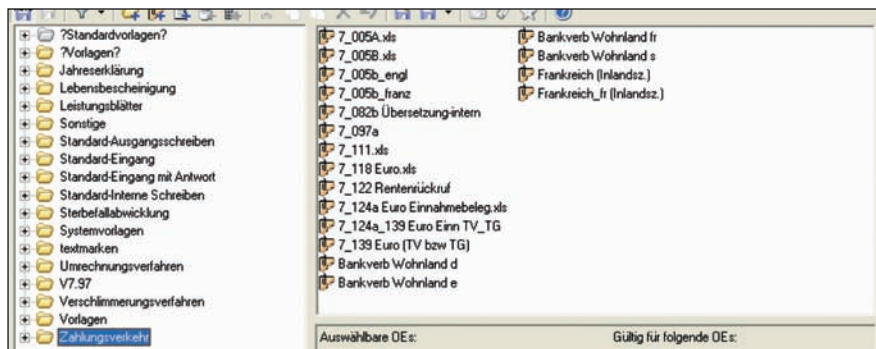 ?Standardvorlagen?
?Vorlagen?
Jahreserklärung
Lebensbescheinigung
Leistungsblätter
Sonstige
Standard-Ausgangsschreiben
Standard-Eingang
Standard-Eingang mit Antwort
Standard-Interne Schreiben
Sterbefallabwicklung
Systemvorlagen
textmarken
Umrechnungsverfahren
V7.97
Verschlimmerungsverfahren
Vorlagen
Zahlungsverkehr
7_005A.xls
7_005B.xls
7_005b_engl
7_005b_franz
7_082b Übersetzung-intern
7_097a
7_111.xls
7_118 Euro.xls
7_122 Rentenrückruf
7_124a Euro Einnahmebeleg.xls
7_124a_139 Euro Einn TV_TG
7_139 Euro (TV bzw TG)
Bankverb Wohnland d
Bankverb Wohnland e
Bankverb Wohnland fr
Bankverb Wohnland s
Frankreich (Inlandsz.)
Frankreich_fr (Inlandsz.)
Auswählbare OEs:
Gültig für folgende OEs: